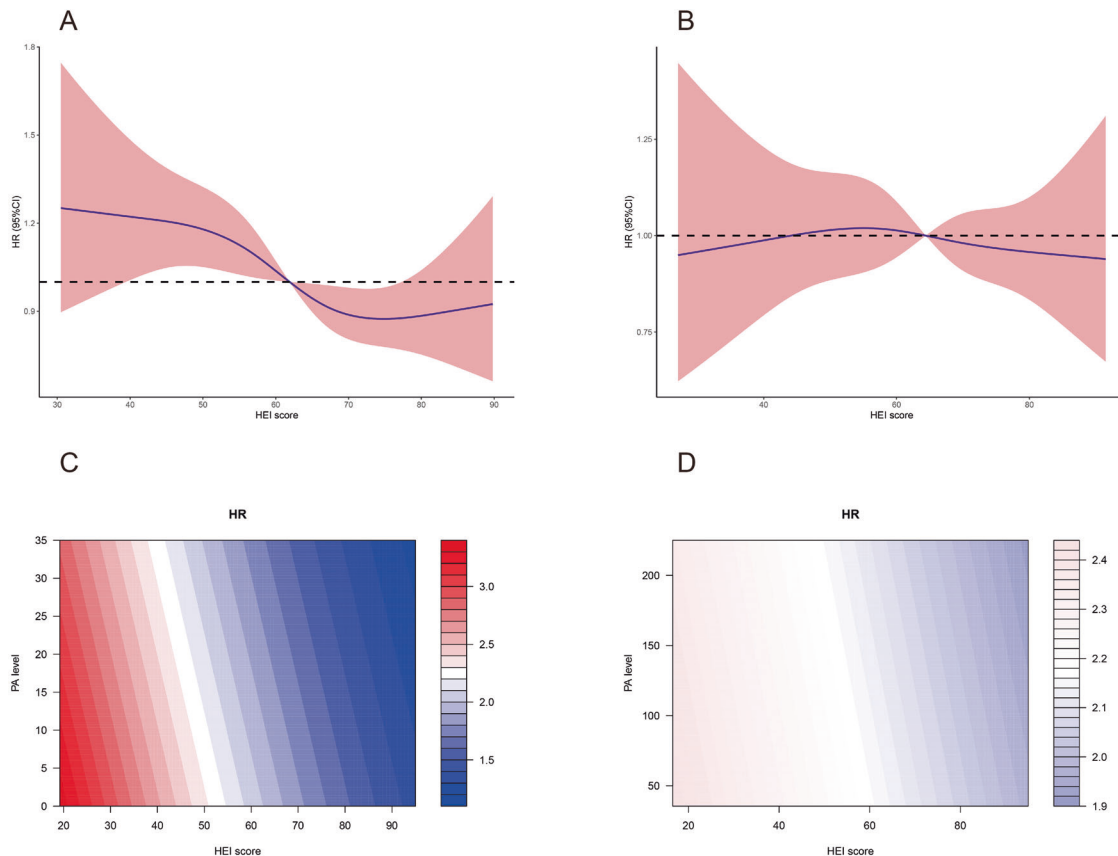 A
1.8
1.5
1.2
0.9
HR (95%CI)
30 40 50 60 70 80 90
HEI score
B
1.25
1.00
0.75
HR (95%CI)
40 60 80
HEI score
C
HR
35
30
25
20
15
10
5
0
PA level
20 30 40 50 60 70 80 90
HEI score
3.0
2.5
2.0
1.5
D
HR
200
150
100
50
PA level
20 40 60 80
HEI score
2.4
2.3
2.2
2.1
2.0
1.9